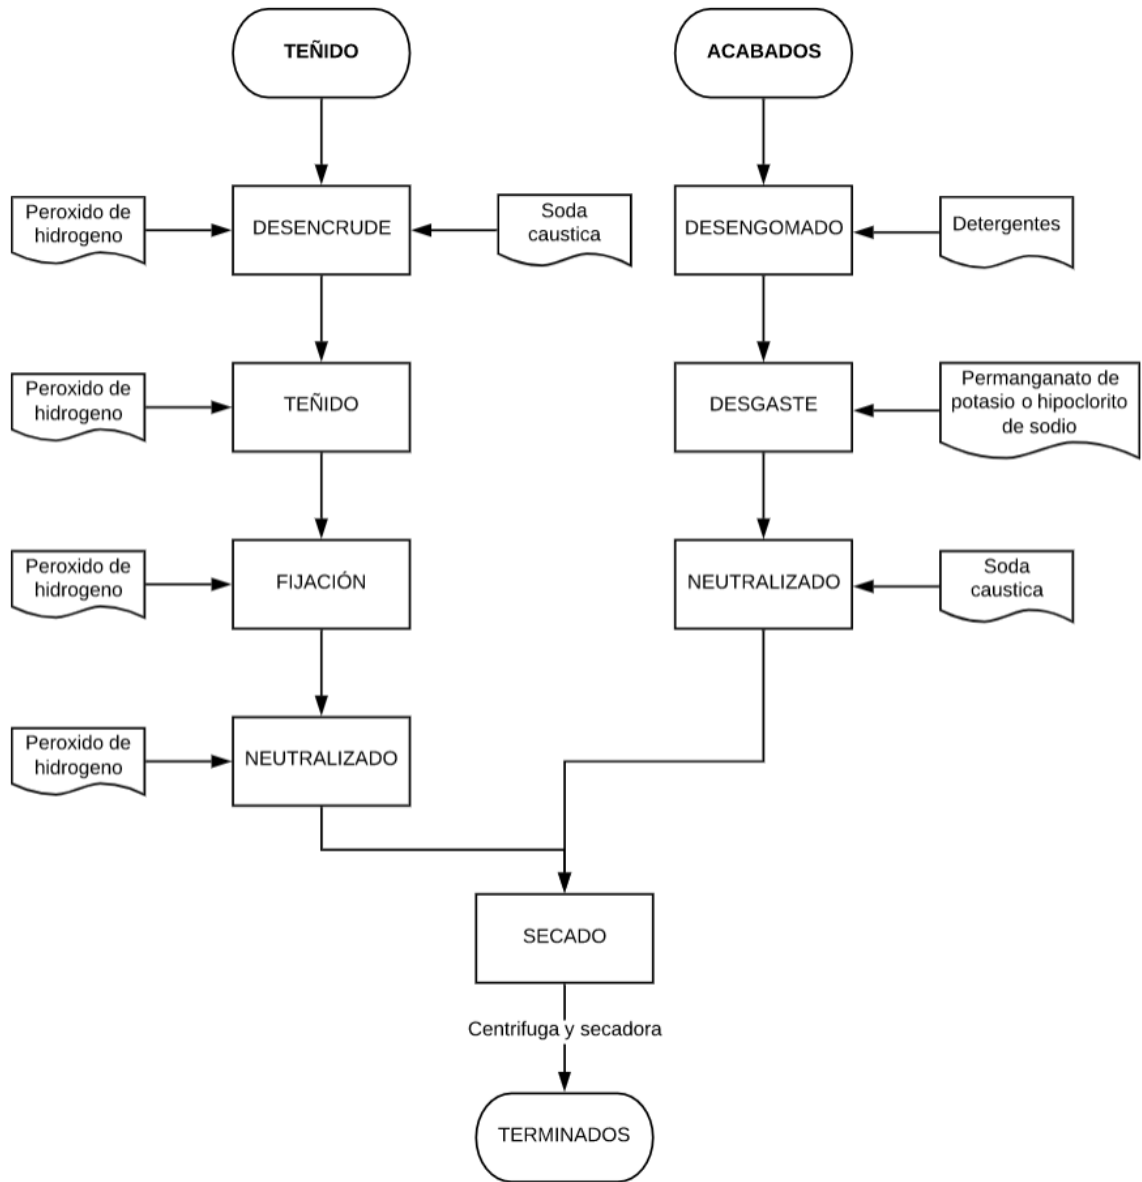 TEÑIDO
ACABADOS
Peroxido de
hidrogeno
DESENCRUDE
Soda
caustica
DESENGOMADO
Detergentes
Peroxido de
hidrogeno
TEÑIDO
DESGASTE
Permanganato de
potasio o hipoclorito
de sodio
Peroxido de
hidrogeno
FIJACIÓN
NEUTRALIZADO
Soda
caustica
Peroxido de
hidrogeno
NEUTRALIZADO
SECADO
Centrifuga y secadora
TERMINADOS